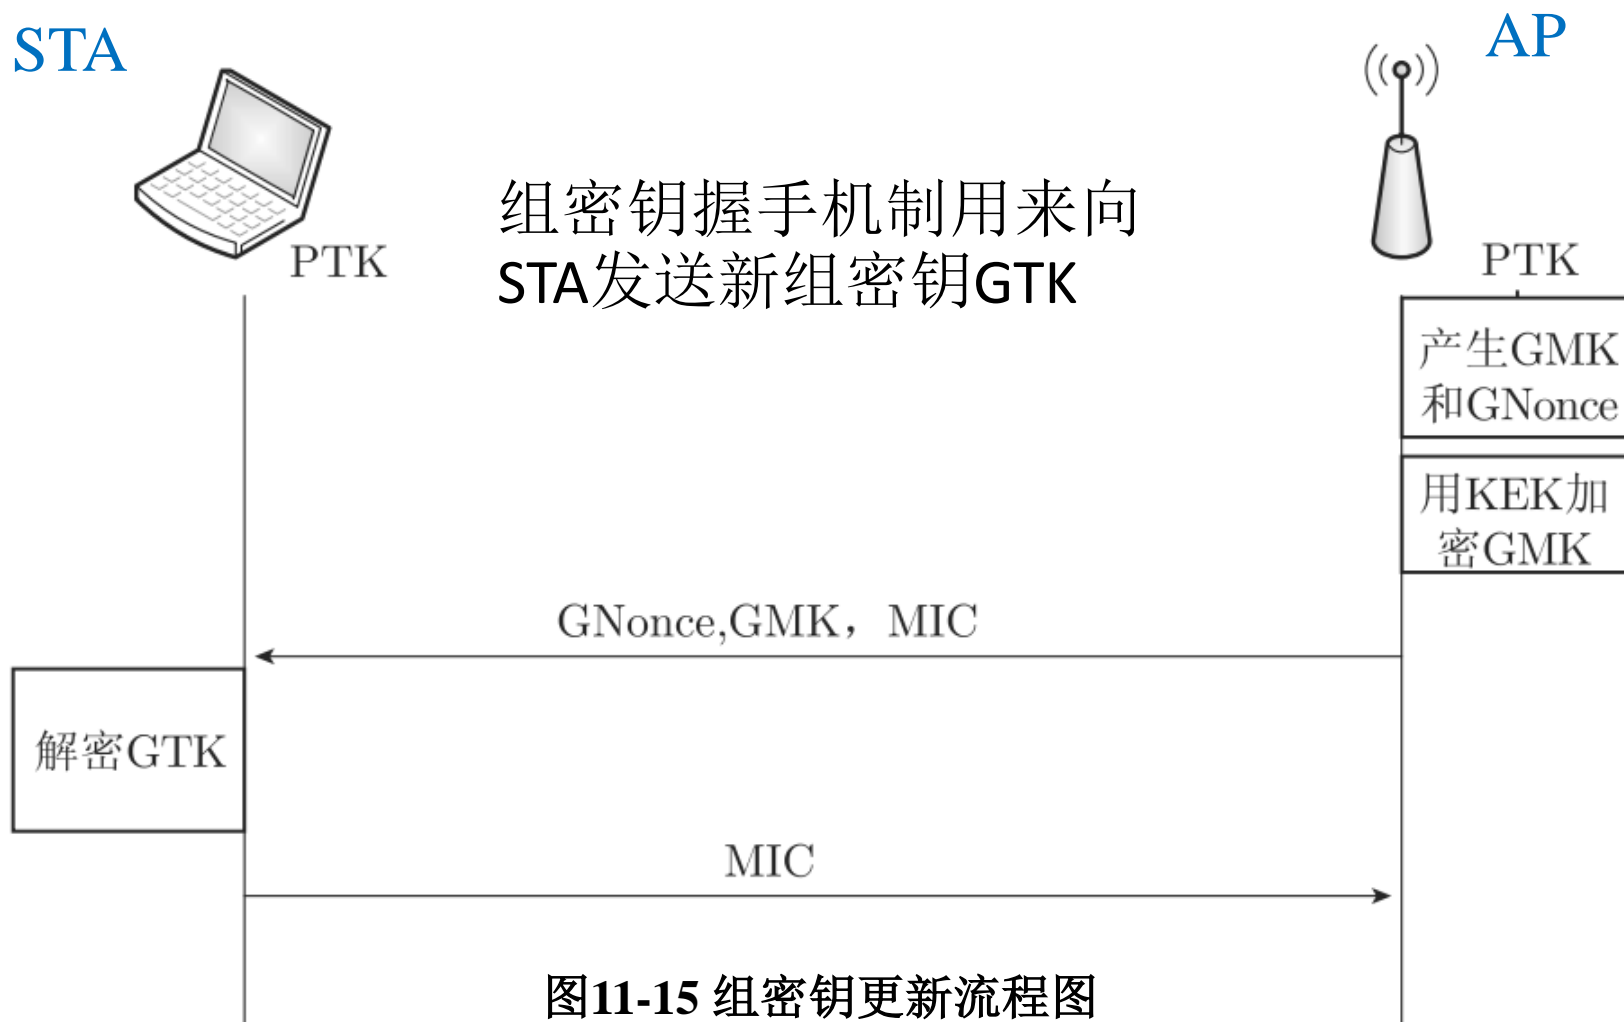 STA
AP
组密钥握手机制用来向
STA发送新组密钥GTK
PTK
PTK
产生GMK
和GNonce
用KEK加
密GMK
GNonce,GMK，MIC
解密GTK
MIC
图11-15 组密钥更新流程图